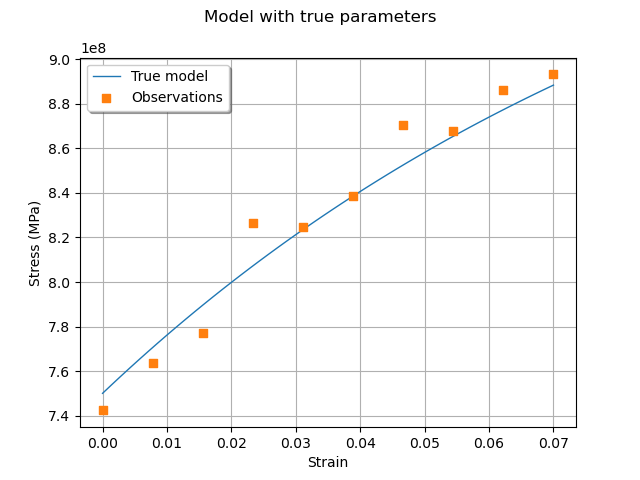 Model with true parameters
1e8
9.0
8.8
8.6
8.4
8.2
8.0
7.8
7.6
7.4
Stress (MPa)
True model
Observations
0.00 0.01 0.02 0.03 0.04 0.05 0.06 0.07
Strain